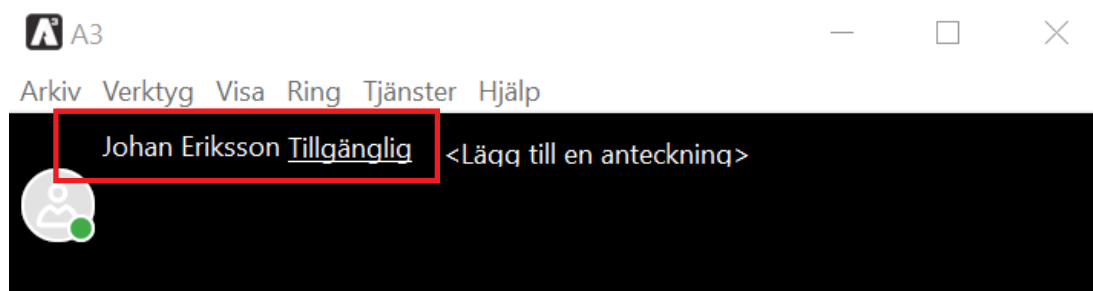 A3
Arkiv Verktyg Visa Ring Tjänster Hjälp
Johan Eriksson Tillgänglig <Lägg till en anteckning>